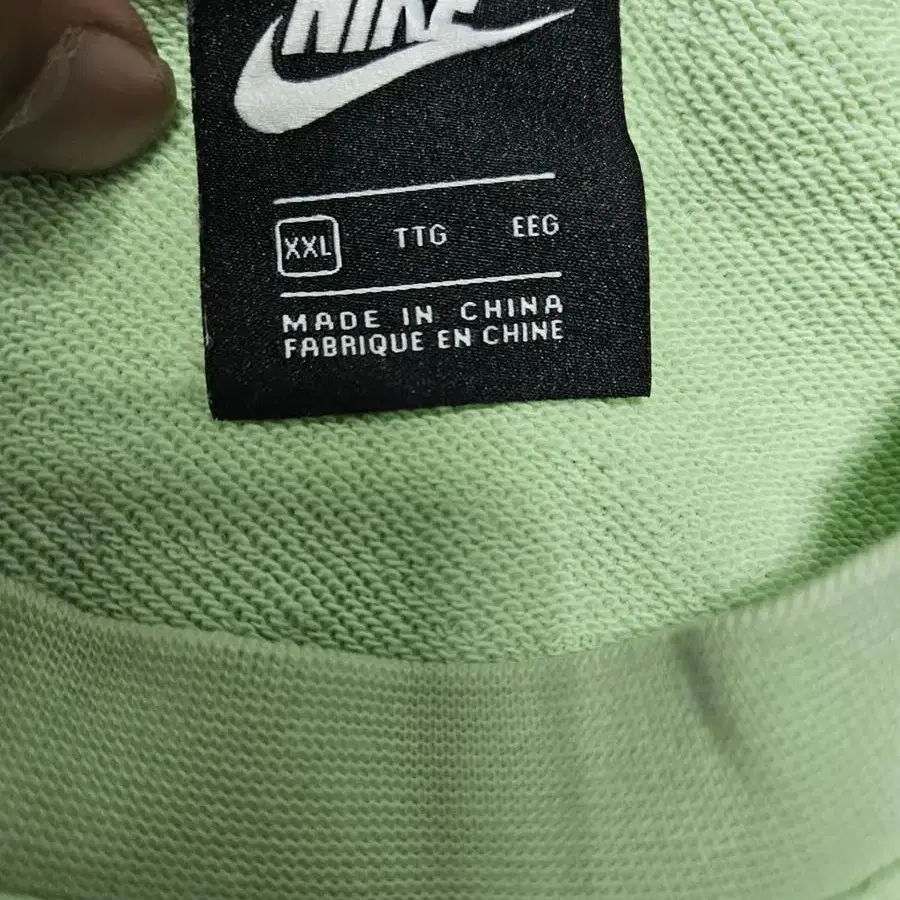 NIKE
XXL TTG EEG
MADE IN CHINA
FABRIQUE EN CHINE